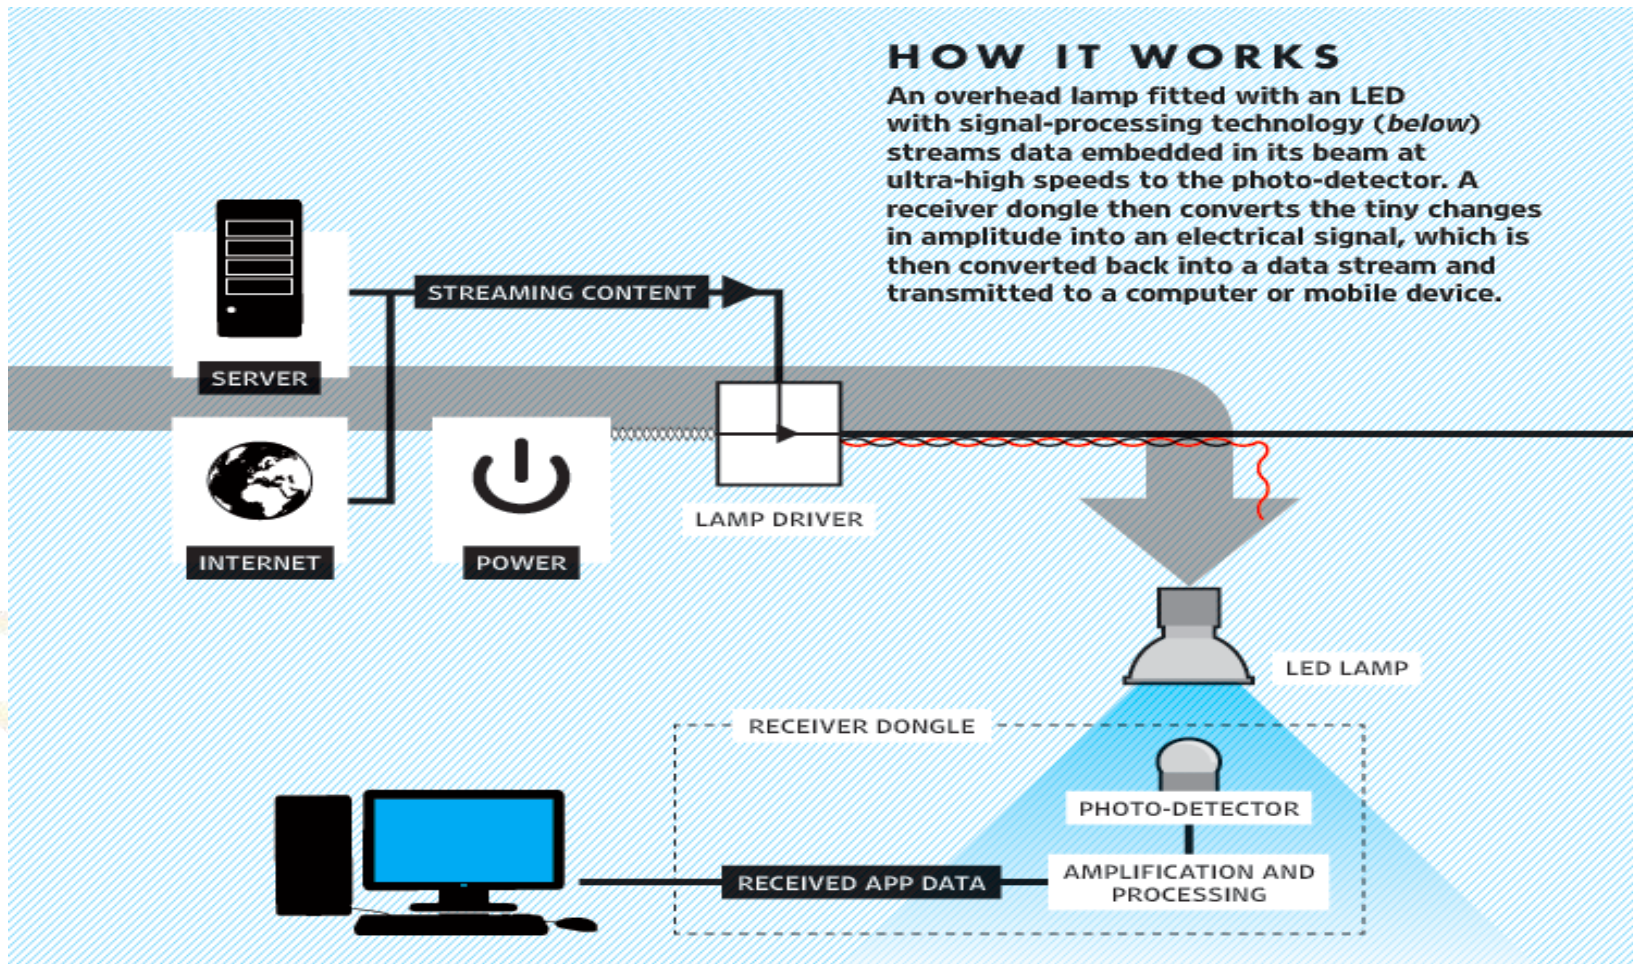 HOW IT WORKS
An overhead lamp fitted with an LED
with signal-processing technology (below)
streams data embedded in its beam at
ultra-high speeds to the photo-detector. A
receiver dongle then converts the tiny changes
in amplitude into an electrical signal, which is
then converted back into a data stream and
transmitted to a computer or mobile device.
STREAMING CONTENT
SERVER
INTERNET
POWER
LAMP DRIVER
LED LAMP
RECEIVER DONGLE
PHOTO-DETECTOR
RECEIVED APP DATA
AMPLIFICATION AND
PROCESSING